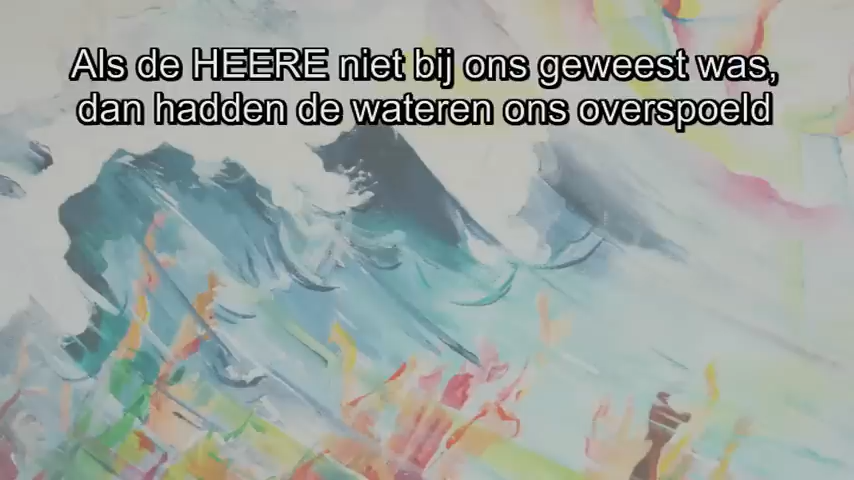 Als de HEERE niet bij ons geweest was,
dan hadden de wateren ons overspoeld